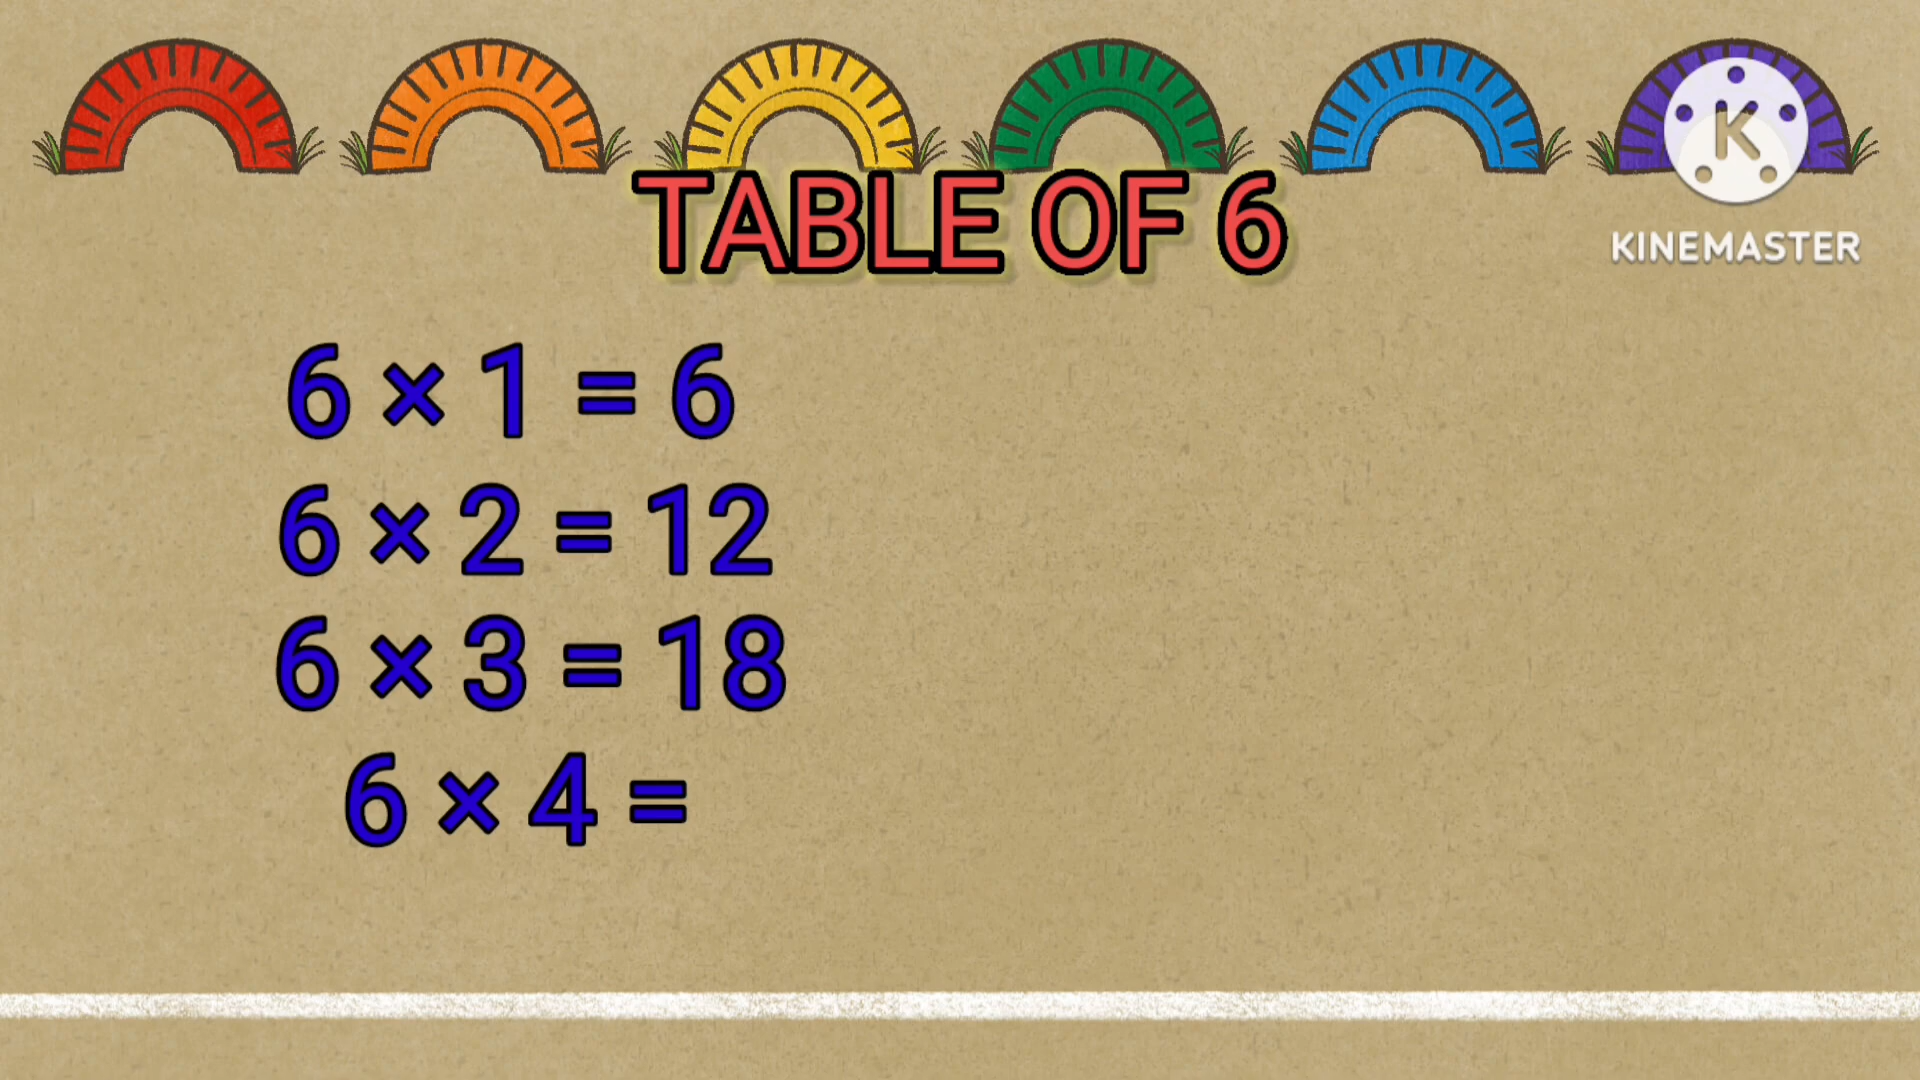 TABLE OF 6
K
KINEMASTER
6 × 1 = 6
6 × 2 = 12
6 × 3 = 18
6 × 4 =